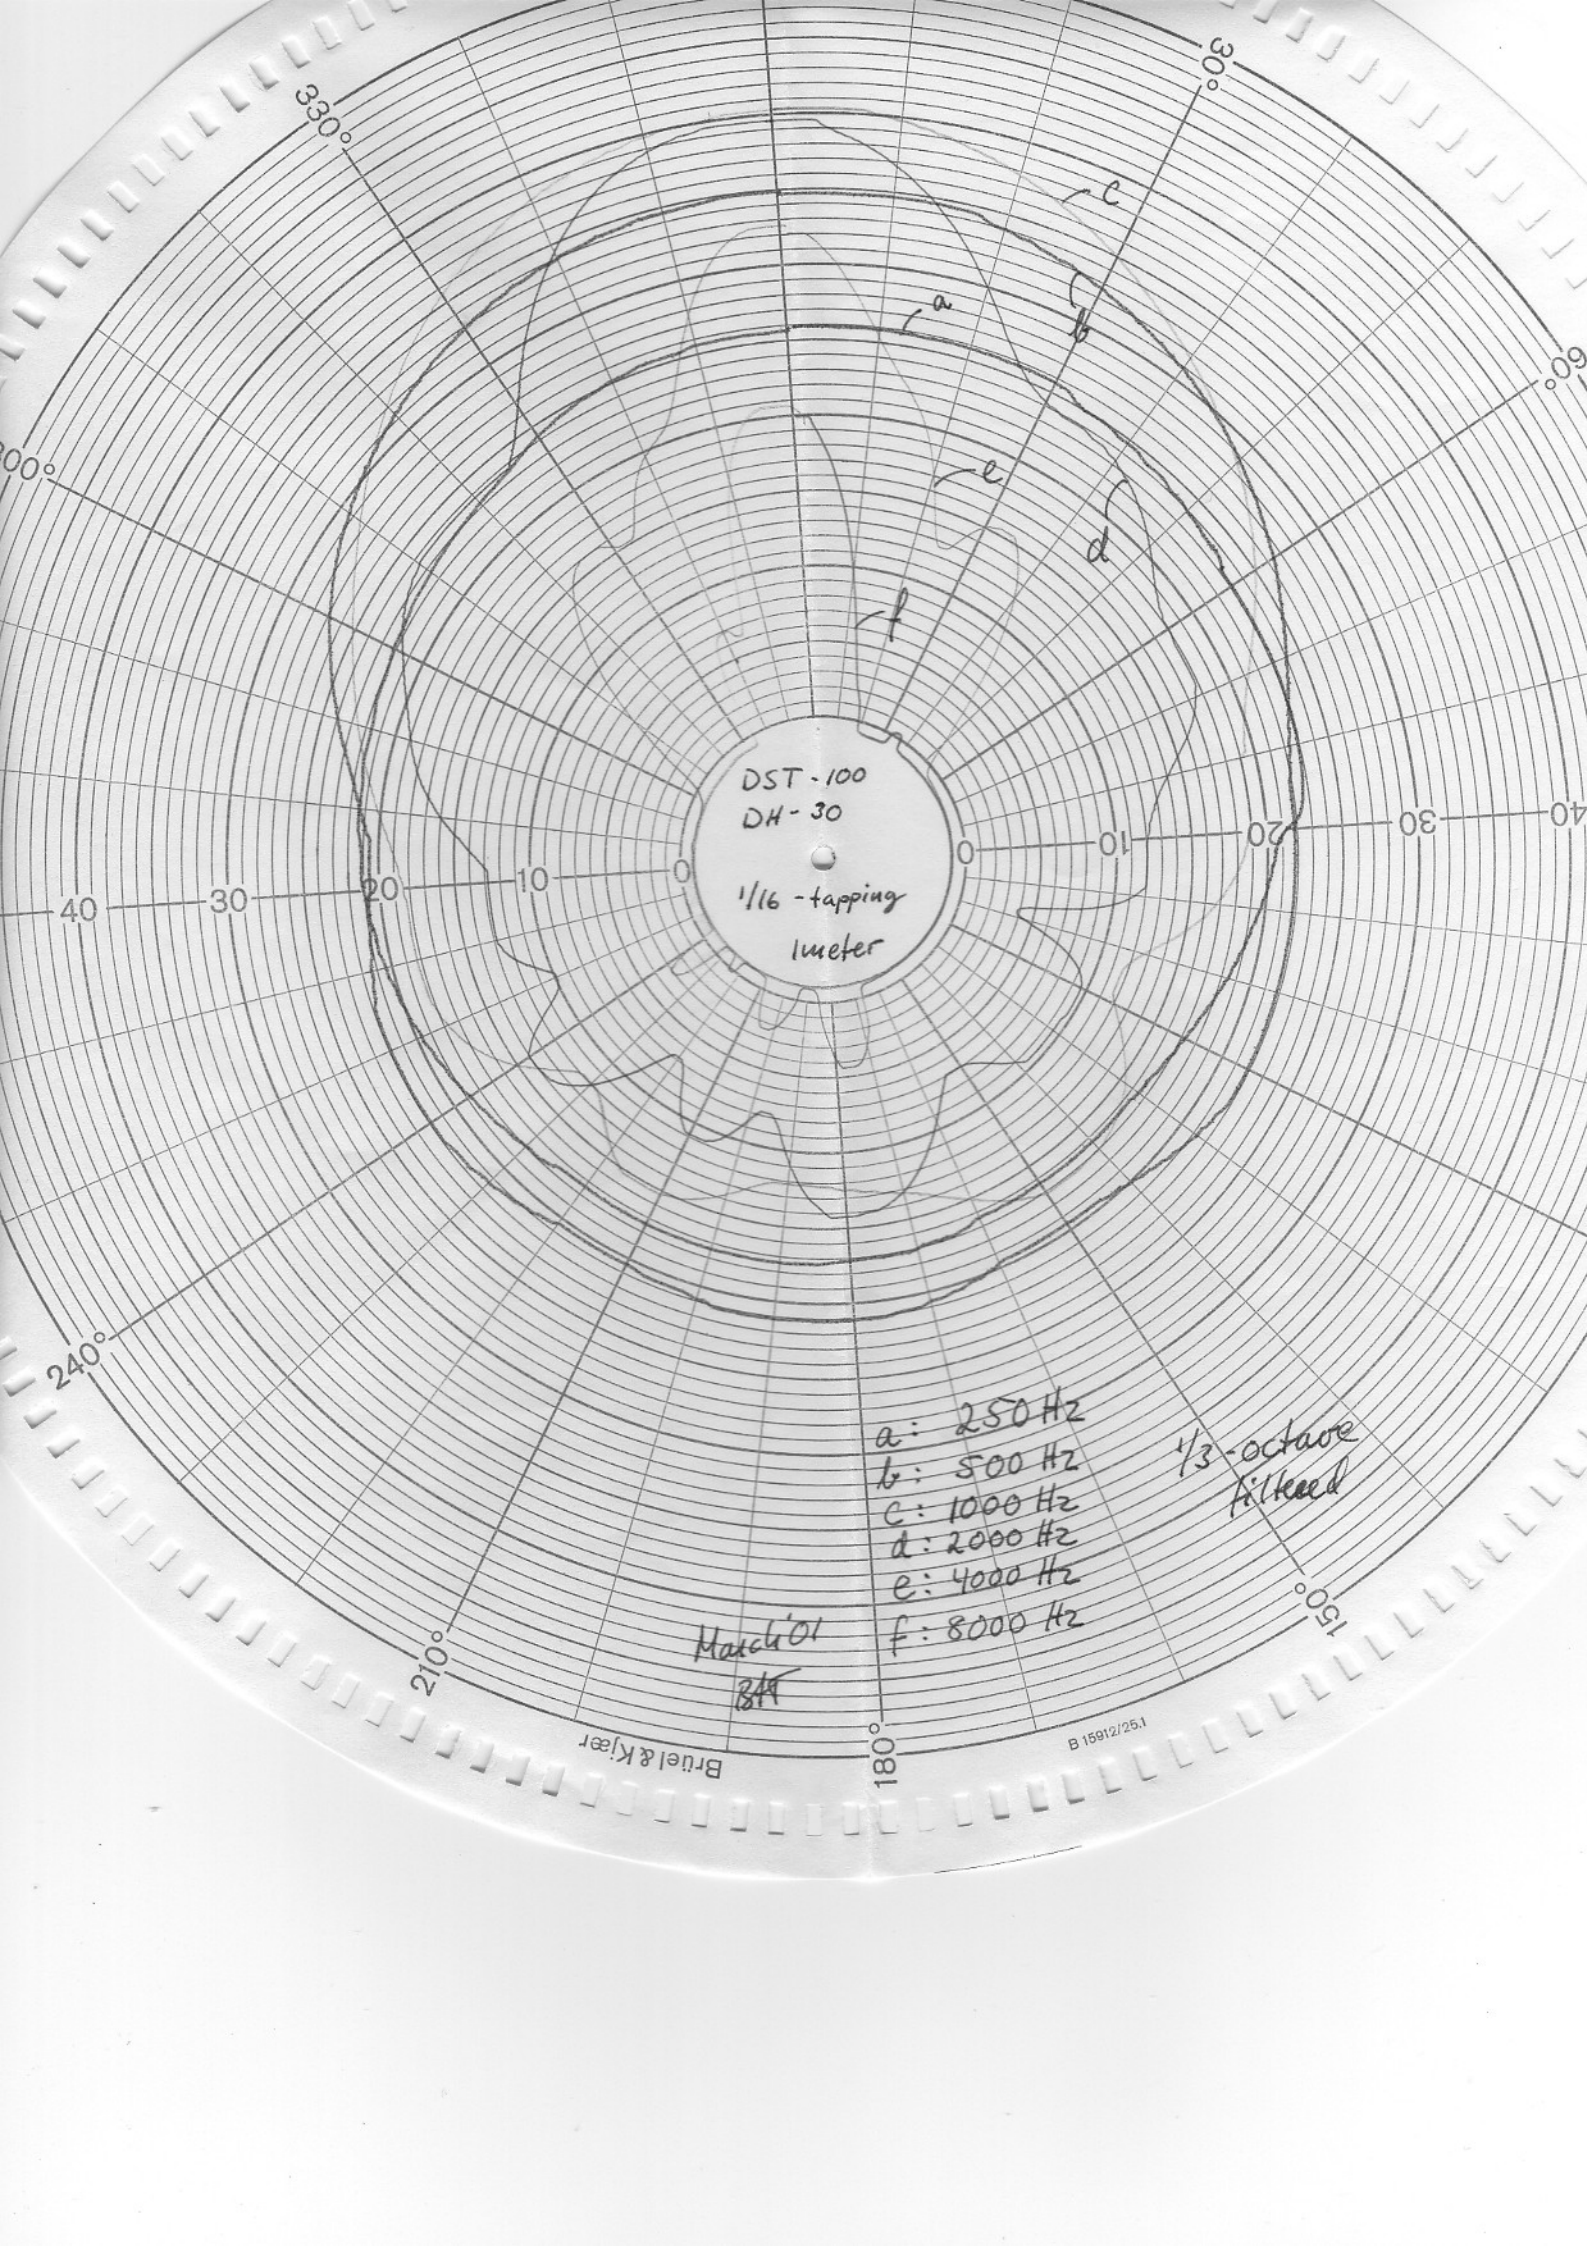 330°
30°
c
300°
b
a
60°
e
d
f
DST-100
DH-30
1/16 -tapping
1meter
40 30 20 10 0
0 10 20 30 40
240°
a: 250 Hz
b: 500 Hz
c: 1000 Hz
d: 2000 Hz
e: 4000 Hz
f: 8000 Hz
1/3-octave
filtered
March'01
210°
150°
180°
Brüel & Kjær
B 15912/25.1